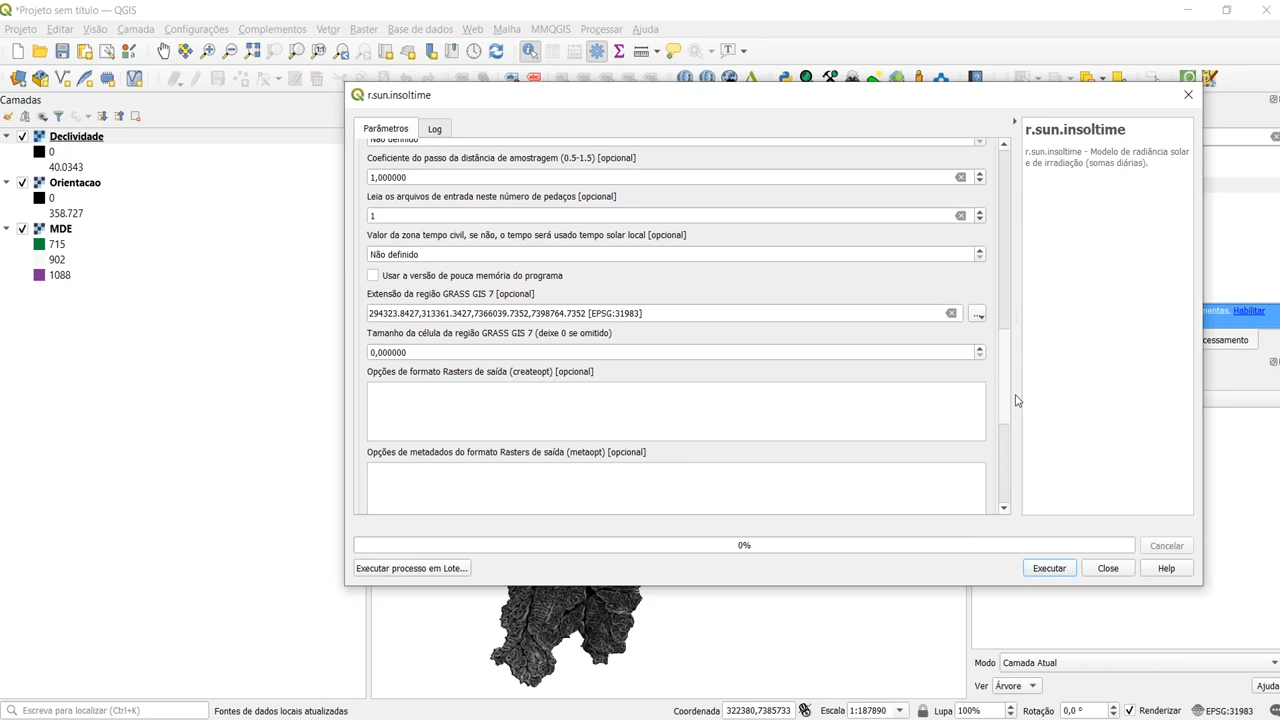 *Projeto sem título — QGIS
Projeto Editar Visão Camada Configurações Complementos Vetor Raster Base de dados Web Malha MMQGIS Processar Ajuda
Camadas
Declividade
0
40.0343
Orientacao
0
358.727
MDE
715
902
1088
r.sun.insoltime
Parâmetros Log
Não definido
Coeficiente do passo da distância de amostragem (0.5-1.5) [opcional]
1,000000
Leia os arquivos de entrada neste número de pedaços [opcional]
1
Valor da zona tempo civil, se não, o tempo será usado tempo solar local [opcional]
Não definido
Usar a versão de pouca memória do programa
Extensão da região GRASS GIS 7 [opcional]
294323.8427,313361.3427,7366039.7352,7398764.7352 [EPSG:31983]
...
Tamanho da célula da região GRASS GIS 7 (deixe 0 se omitido)
0,000000
Opções de formato Rasters de saída (createopt) [opcional]
Opções de metadados do formato Rasters de saída (metaopt) [opcional]
r.sun.insoltime
r.sun.insoltime - Modelo de radiância solar
e de irradiação (somas diárias).
0%
Cancelar
Executar processo em Lote...
Executar
Close
Help
mentas. Habilitar
cessamento
Modo Camada Atual
Ver Árvore
Ajuda
Escreva para localizar (Ctrl+K)
Fontes de dados locais atualizadas
Coordenada 322380,7385733
Escala 1:187890
Lupa 100%
Rotação 0,0 °
Renderizar
EPSG:31983